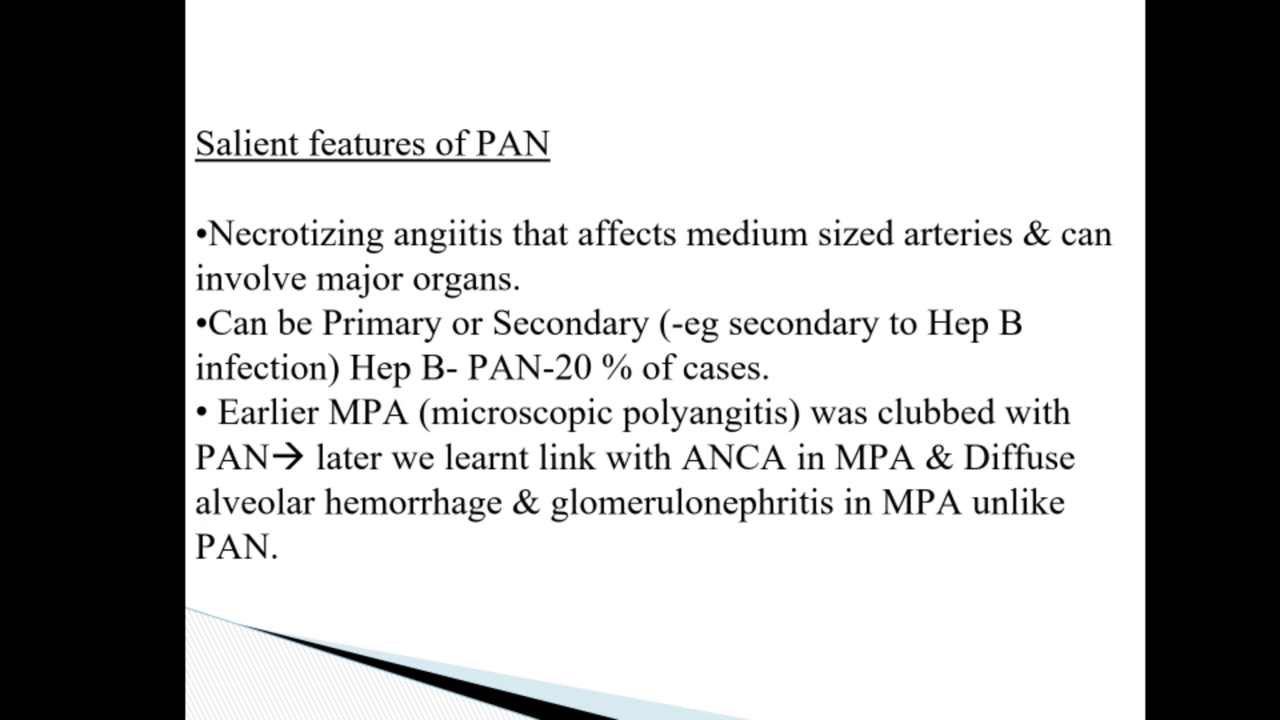 Salient features of PAN
•Necrotizing angiitis that affects medium sized arteries & can
involve major organs.
•Can be Primary or Secondary (-eg secondary to Hep B
infection) Hep B- PAN-20 % of cases.
• Earlier MPA (microscopic polyangitis) was clubbed with
PAN→ later we learnt link with ANCA in MPA & Diffuse
alveolar hemorrhage & glomerulonephritis in MPA unlike
PAN.